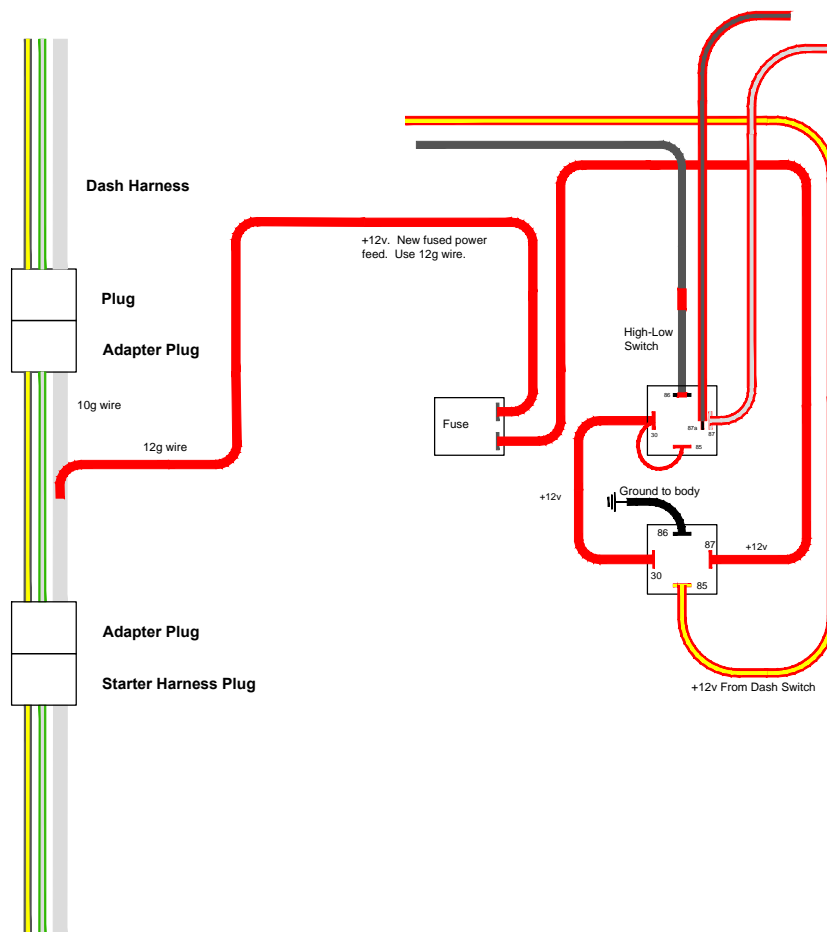 Dash Harness
+12v.  New fused power
feed.  Use 12g wire.
Plug
Adapter Plug
High-Low
Switch
10g wire
86
Fuse
87a
87
30
85
12g wire
+12v
Ground to body
86
87
+12v
30
85
Adapter Plug
Starter Harness Plug
+12v From Dash Switch